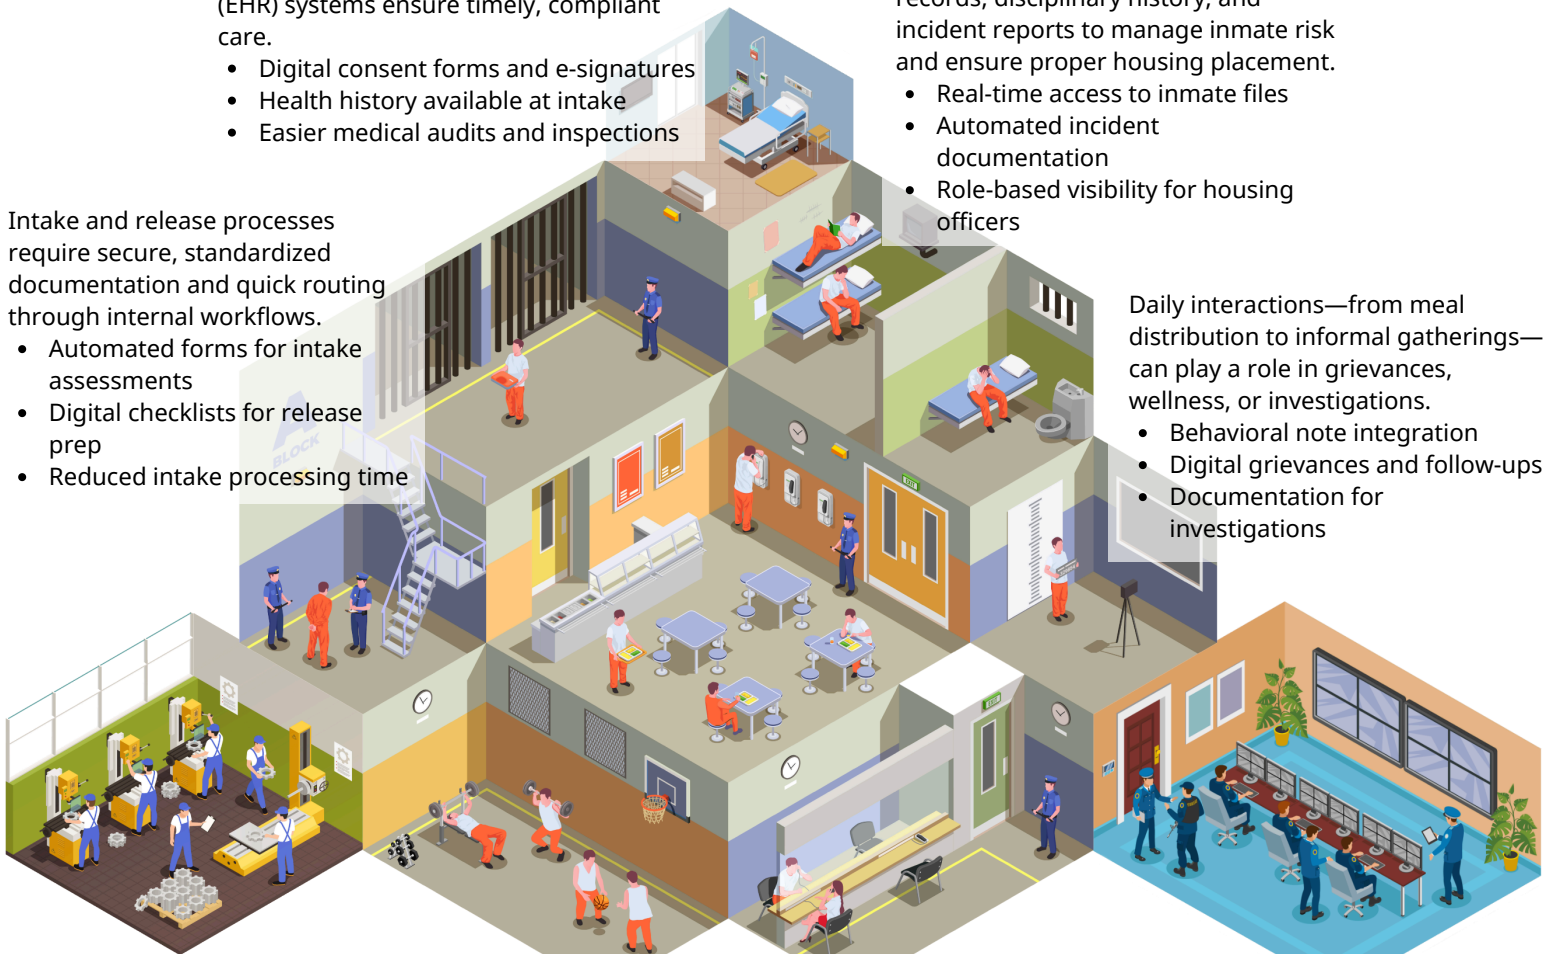 (EHR) systems ensure timely, compliant
care.
• Digital consent forms and e-signatures
• Health history available at intake
• Easier medical audits and inspections
records, disciplinary history, and
incident reports to manage inmate risk
and ensure proper housing placement.
• Real-time access to inmate files
• Automated incident
documentation
• Role-based visibility for housing
officers
Intake and release processes
require secure, standardized
documentation and quick routing
through internal workflows.
• Automated forms for intake
assessments
• Digital checklists for release
prep
• Reduced intake processing time
Daily interactions—from meal
distribution to informal gatherings—
can play a role in grievances,
wellness, or investigations.
• Behavioral note integration
• Digital grievances and follow-ups
• Documentation for
investigations
A
BLOCK
EXIT
EXIT